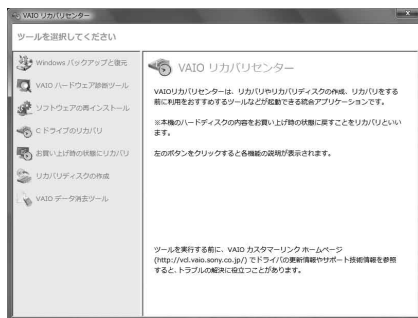 VAIO リカバリセンター
ツールを選択してください
Windows バックアップと復元
VAIO ハードウェア診断ツール
ソフトウェアの再インストール
C ドライブのリカバリ
お買い上げ時の状態にリカバリ
リカバリディスクの作成
VAIO データ消去ツール
VAIO リカバリセンター
VAIOリカバリセンターは、リカバリやリカバリディスクの作成、リカバリをする
前に利用をおすすめするツールなどが起動できる統合アプリケーションです。
※本機のハードディスクの内容をお買い上げ時の状態に戻すことをリカバリといい
ます。
左のボタンをクリックすると各機能の説明が表示されます。
ツールを実行する前に、VAIO カスタマーリンク ホームページ
(http://vcl.vaio.sony.co.jp/) でドライバの更新情報やサポート技術情報を参照
すると、トラブルの解決に役立つことがあります。